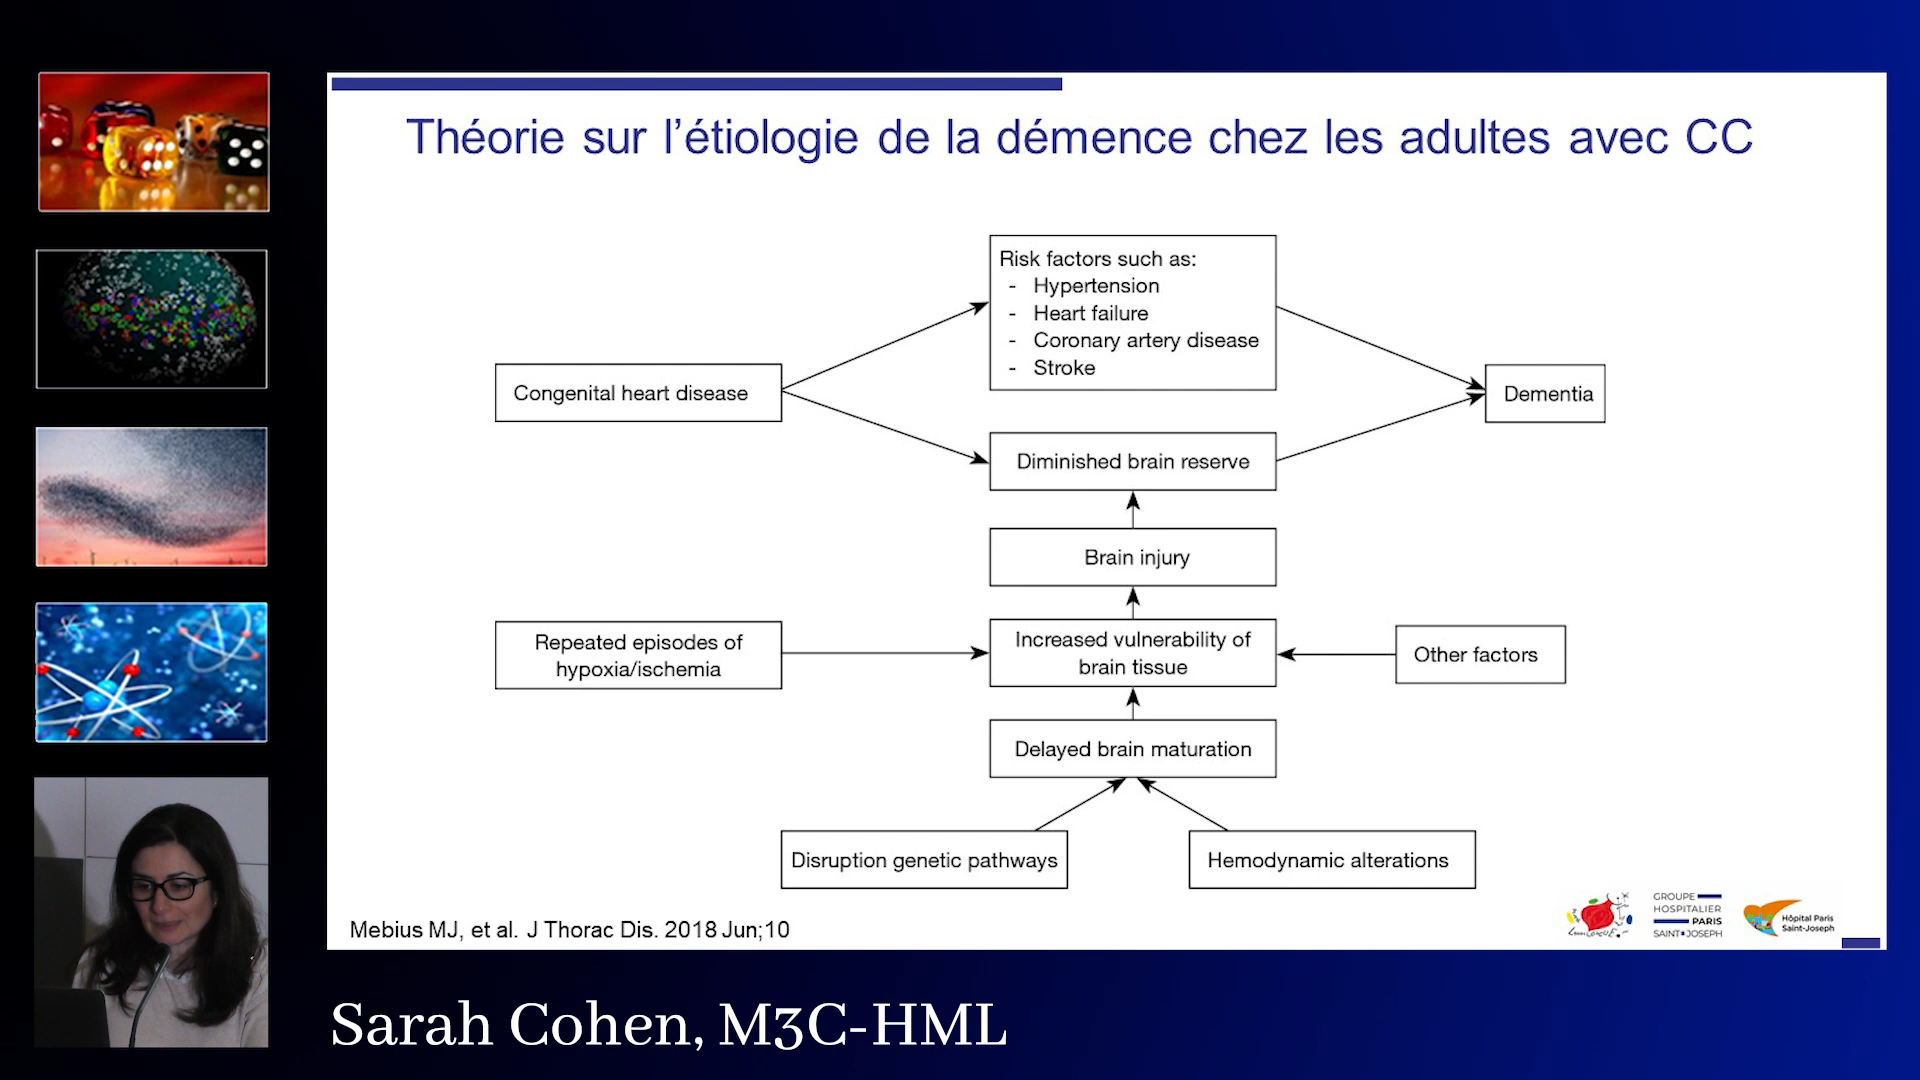 Théorie sur l’étiologie de la démence chez les adultes avec CC
Risk factors such as:
- Hypertension
- Heart failure
- Coronary artery disease
- Stroke
Congenital heart disease
Dementia
Diminished brain reserve
Brain injury
Repeated episodes of
hypoxia/ischemia
Increased vulnerability of
brain tissue
Other factors
Delayed brain maturation
Disruption genetic pathways
Hemodynamic alterations
Mebius MJ, et al. J Thorac Dis. 2018 Jun;10
GROUPE
HOSPITALIER
PARIS
SAINT JOSEPH
Hôpital Paris
Saint-Joseph
Sarah Cohen, M3C-HML